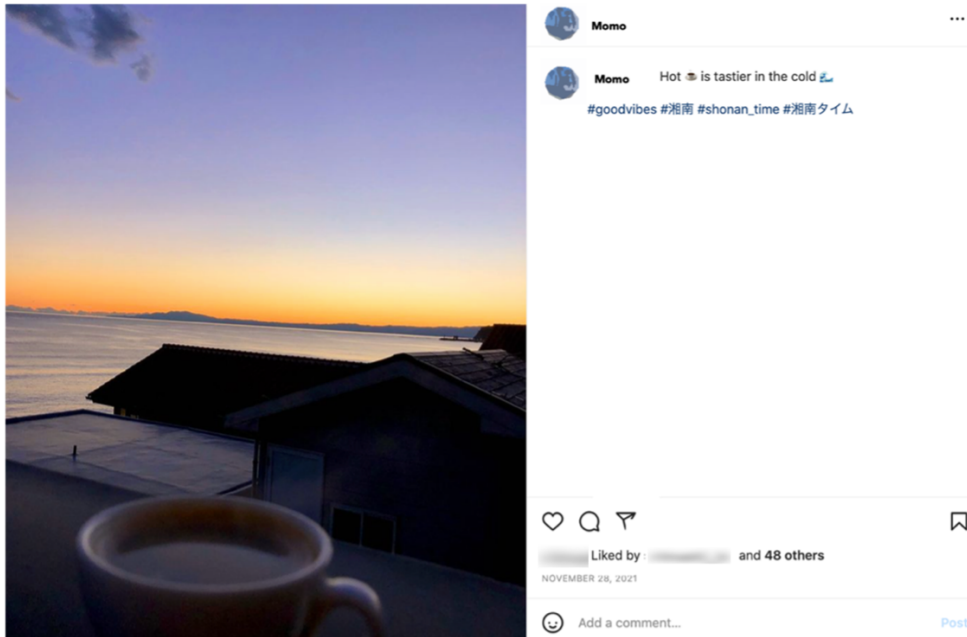 Momo
Momo Hot ☕ is tastier in the cold 🌊
#goodvibes #湘南 #shonan_time #湘南タイム
Liked by and 48 others
NOVEMBER 28, 2021
Add a comment...
Post